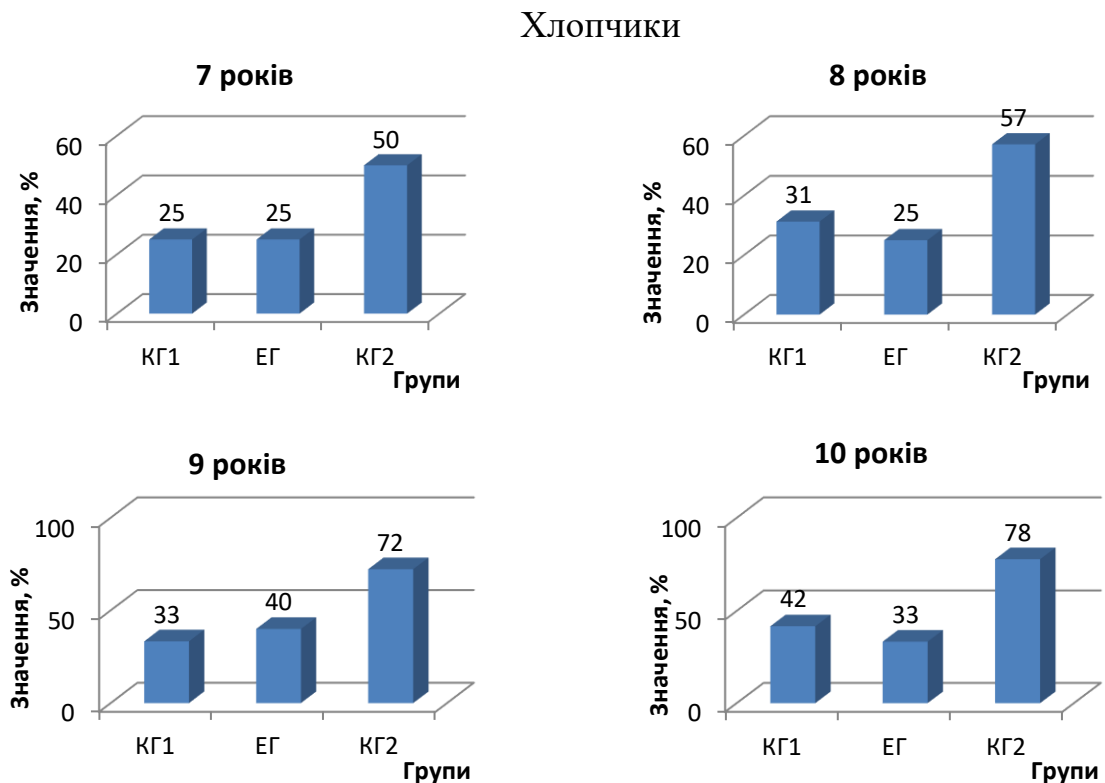 Хлопчики
7 років
Значення, %
60
40
20
0
25
25
50
КГ1 ЕГ КГ2
Групи
8 років
Значення, %
60
40
20
0
31
25
57
КГ1 ЕГ КГ2
Групи
9 років
Значення, %
100
50
0
33
40
72
КГ1 ЕГ КГ2
Групи
10 років
Значення, %
100
50
0
42
33
78
КГ1 ЕГ КГ2
Групи